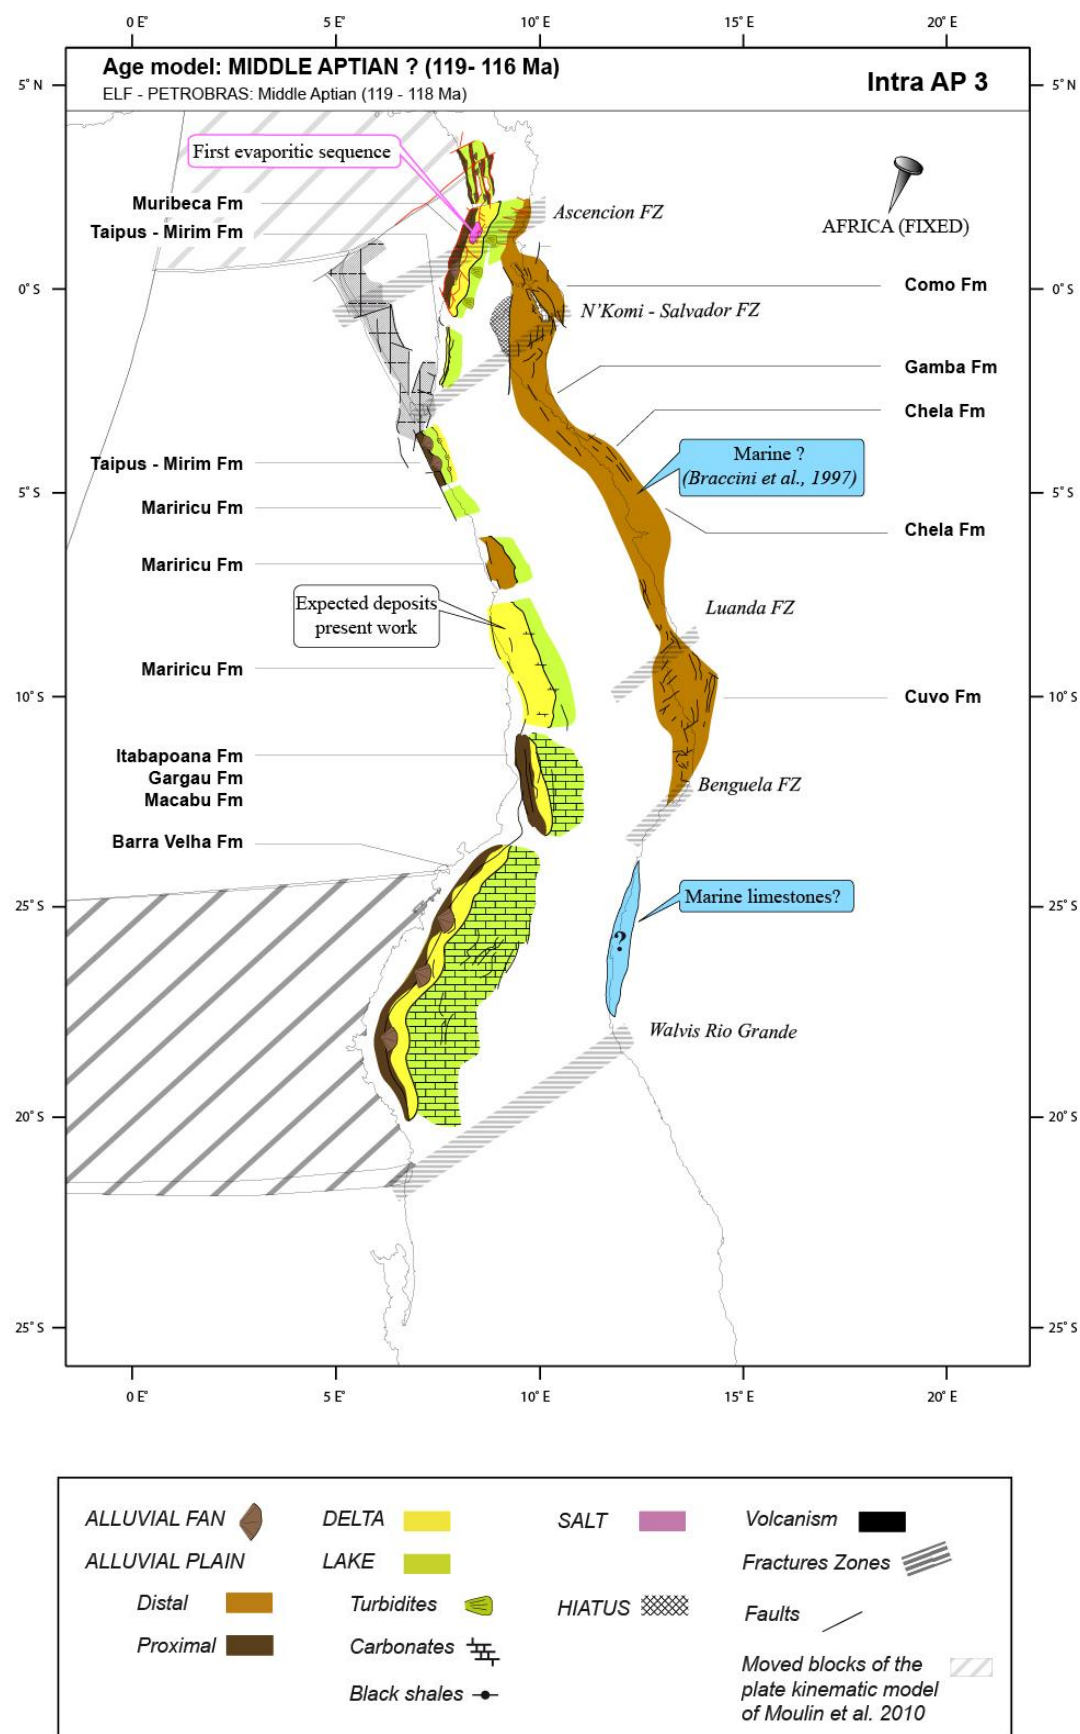 0 E° 5 E° 10° E 15° E 20° E
Age model: MIDDLE APTIAN ? (119- 116 Ma)
ELF - PETROBRAS: Middle Aptian (119 - 118 Ma)
Intra AP 3
5° N 5° N
First evaporitic sequence
Muribeca Fm
Ascencion FZ
AFRICA (FIXED)
Taipus - Mirim Fm
0° S 0° S
Como Fm
N'Komi - Salvador FZ
Gamba Fm
Chela Fm
Marine ?
(Braccini et al., 1997)
Taipus - Mirim Fm
5° S 5° S
Mariricu Fm
Chela Fm
Mariricu Fm
Expected deposits
present work
Luanda FZ
Mariricu Fm
10° S 10° S
Cuvo Fm
Itabapoana Fm
Gargau Fm
Macabu Fm
Benguela FZ
Barra Velha Fm
Marine limestones?
25° S 25° S
?
Walvis Rio Grande
20° S 20° S
25° S 25° S
0 E° 5 E° 10° E 15° E 20° E
ALLUVIAL FAN DELTA SALT Volcanism
ALLUVIAL PLAIN LAKE Fractures Zones
Distal Turbidites HIATUS Faults
Proximal Carbonates
Black shales
Moved blocks of the
plate kinematic model
of Moulin et al. 2010